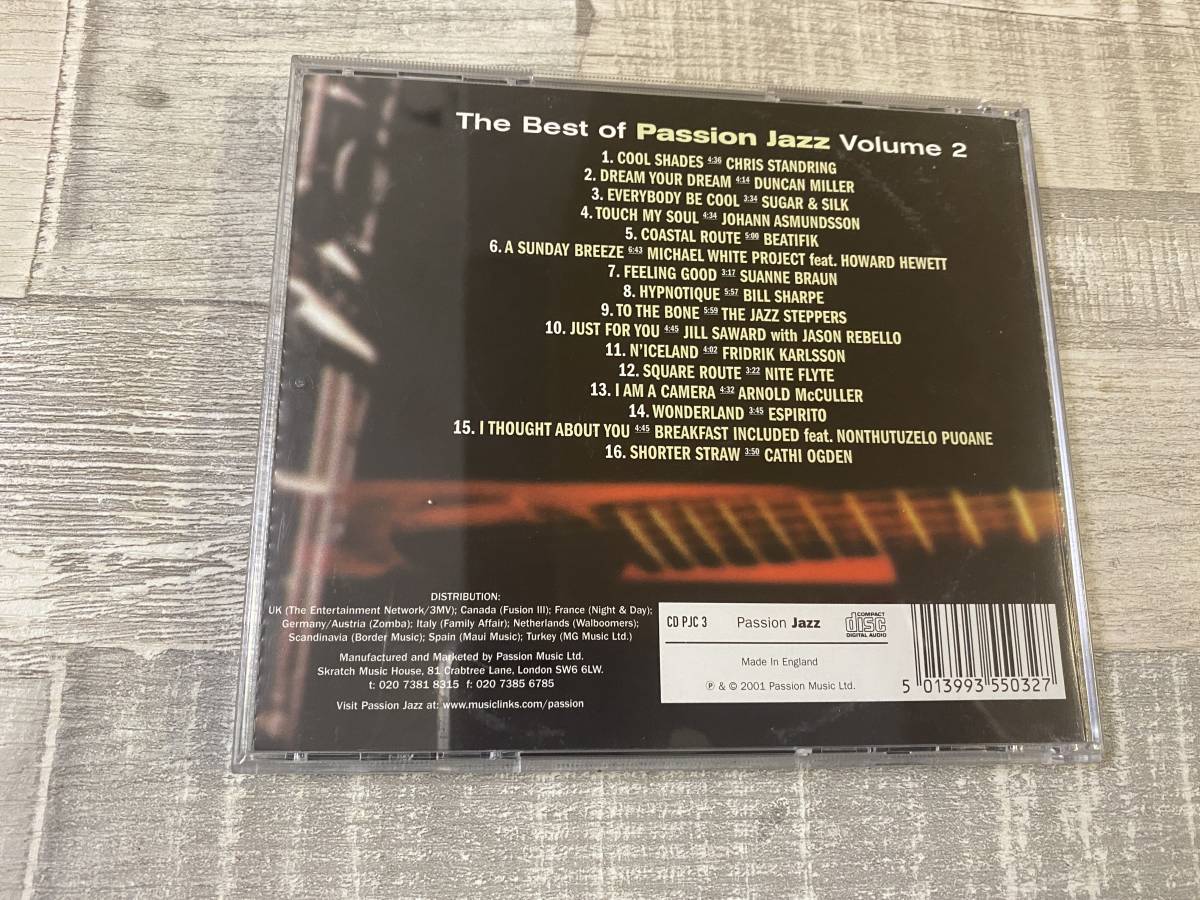 The Best of Passion Jazz Volume 2
1. COOL SHADES 4:36 CHRIS STANDRING
2. DREAM YOUR DREAM 4:14 DUNCAN MILLER
3. EVERYBODY BE COOL 3:34 SUGAR & SILK
4. TOUCH MY SOUL 4:34 JOHANN ASMUNDSSON
5. COASTAL ROUTE 5:00 BEATIFIK
6. A SUNDAY BREEZE 6:43 MICHAEL WHITE PROJECT feat. HOWARD HEWETT
7. FEELING GOOD 3:17 SUANNE BRAUN
8. HYPNOTIQUE 5:57 BILL SHARPE
9. TO THE BONE 5:59 THE JAZZ STEPPERS
10. JUST FOR YOU 4:45 JILL SAWARD with JASON REBELLO
11. N'ICELAND 4:02 FRIDRIK KARLSSON
12. SQUARE ROUTE 3:22 NITE FLYTE
13. I AM A CAMERA 4:32 ARNOLD McCULLER
14. WONDERLAND 3:45 ESPIRITO
15. I THOUGHT ABOUT YOU 4:45 BREAKFAST INCLUDED feat. NONTHUTUZELO PUOANE
16. SHORTER STRAW 3:50 CATHI OGDEN
DISTRIBUTION:
UK (The Entertainment Network/3MV); Canada (Fusion III); France (Night & Day);
Germany/Austria (Zomba); Italy (Family Affair); Netherlands (Walboomers);
Scandinavia (Border Music); Spain (Maui Music); Turkey (MG Music Ltd.)
Manufactured and Marketed by Passion Music Ltd.
Skratch Music House, 81 Crabtree Lane, London SW6 6LW.
t: 020 7381 8315 f: 020 7385 6785
Visit Passion Jazz at: www.musiclinks.com/passion
CD PJC 3 Passion Jazz COMPACT disc DIGITAL AUDIO
Made In England
℗ & © 2001 Passion Music Ltd.
5 013993 550327